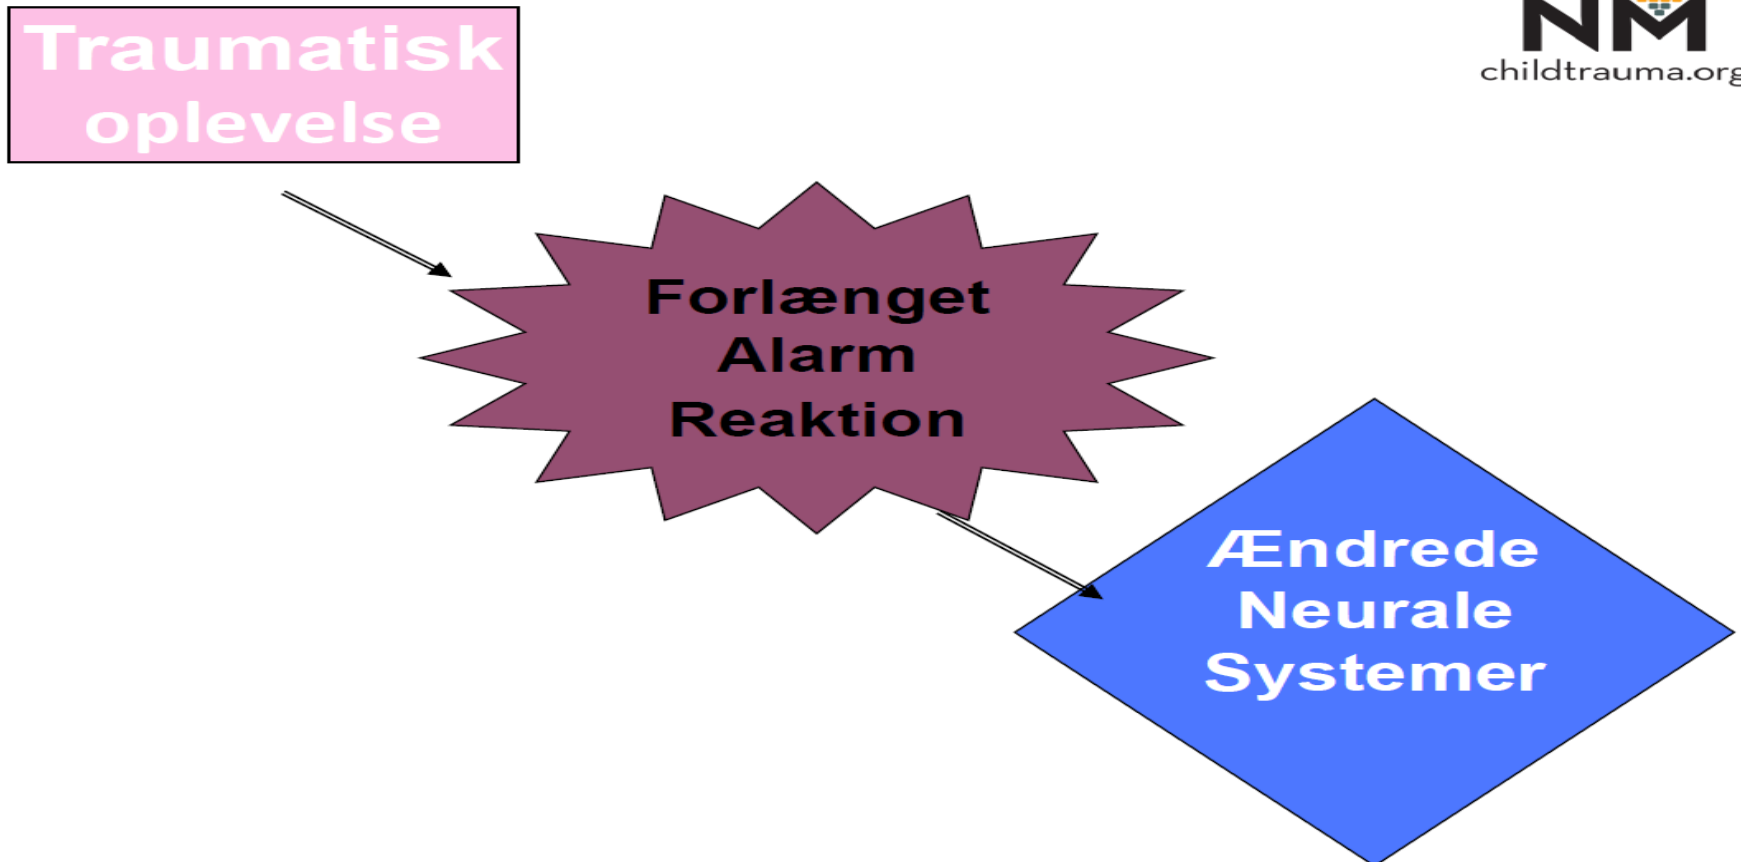 Traumatisk
oplevelse
NM
childtrauma.org
Forlænget
Alarm
Reaktion
Ændrede
Neurale
Systemer